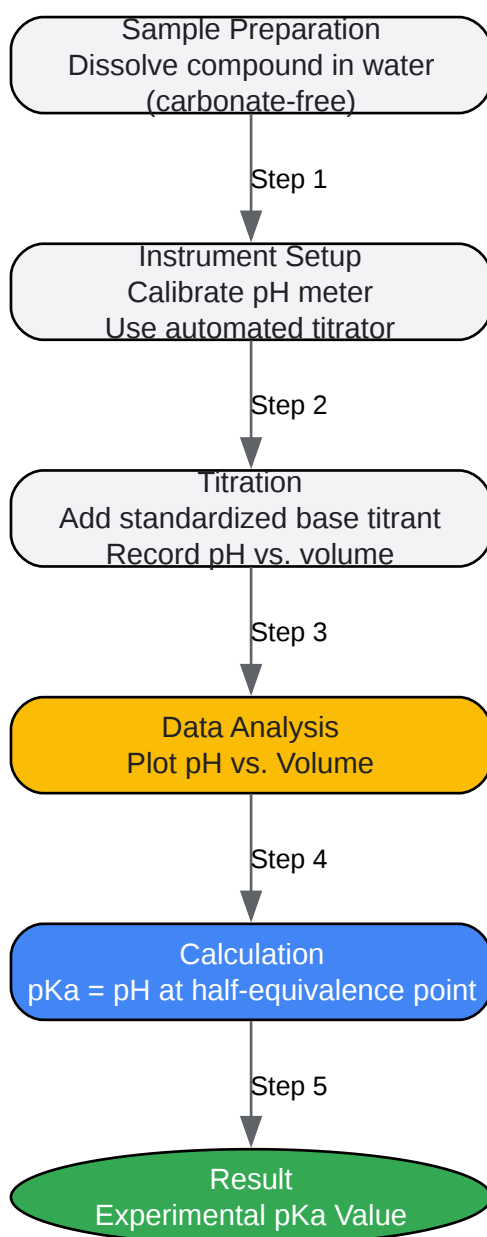 Sample Preparation
Dissolve compound in water
(carbonate-free)
Step 1
Instrument Setup
Calibrate pH meter
Use automated titrator
Step 2
Titration
Add standardized base titrant
Record pH vs. volume
Step 3
Data Analysis
Plot pH vs. Volume
Step 4
Calculation
pKa = pH at half-equivalence point
Step 5
Result
Experimental pKa Value